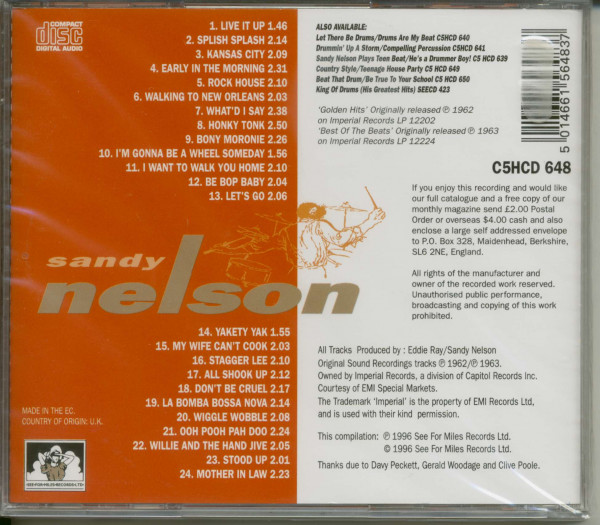 COMPACT
disc
DIGITAL AUDIO
1. LIVE IT UP 1.46
2. SPLISH SPLASH 2.14
3. KANSAS CITY 2.09
4. EARLY IN THE MORNING 2.31
5. ROCK HOUSE 2.10
6. WALKING TO NEW ORLEANS 2.03
7. WHAT'D I SAY 2.38
8. HONKY TONK 2.50
9. BONY MORONIE 2.26
10. I'M GONNA BE A WHEEL SOMEDAY 1.56
11. I WANT TO WALK YOU HOME 2.10
12. BE BOP BABY 2.04
13. LET'S GO 2.06
sandy
nelson
14. YAKETY YAK 1.55
15. MY WIFE CAN'T COOK 2.03
16. STAGGER LEE 2.10
17. ALL SHOOK UP 2.12
18. DON'T BE CRUEL 2.17
19. LA BOMBA BOSSA NOVA 2.14
20. WIGGLE WOBBLE 2.08
21. OOH POOH PAH DOO 2.24
22. WILLIE AND THE HAND JIVE 2.05
23. STOOD UP 2.01
24. MOTHER IN LAW 2.23
MADE IN THE EC.
COUNTRY OF ORIGIN: U.K.
SEE FOR MILES RECORDS LTD
ALSO AVAILABLE:
Let There Be Drums/Drums Are My Beat C5HCD 640
Drummin' Up A Storm/Compelling Percussion C5HCD 641
Sandy Nelson Plays Teen Beat/He's a Drummer Boy! C5 HCD 639
Country Style/Teenage House Party C5 HCD 649
Beat That Drum/Be True To Your School C5 HCD 650
King Of Drums (His Greatest Hits) SEECD 423
'Golden Hits' Originally released ℗ 1962
on Imperial Records LP 12202
'Best Of The Beats' Originally released ℗ 1963
on Imperial Records LP 12224
5 014661 564837
C5HCD 648
If you enjoy this recording and would like
our full catalogue and a free copy of our
monthly magazine send £2.00 Postal
Order or overseas $4.00 cash and also
enclose a large self addressed envelope
to P.O. Box 328, Maidenhead, Berkshire,
SL6 2NE, England.
All rights of the manufacturer and
owner of the recorded work reserved.
Unauthorised public performance,
broadcasting and copying of this work
prohibited.
All Tracks Produced by : Eddie Ray/Sandy Nelson
Original Sound Recordings tracks ℗ 1962/℗ 1963.
Owned by Imperial Records, a division of Capitol Records Inc.
Courtesy of EMI Special Markets.
The Trademark 'Imperial' is the property of EMI Records Ltd,
and is used with their kind permission.
This compilation: ℗ 1996 See For Miles Records Ltd.
© 1996 See For Miles Records Ltd.
Thanks due to Davy Peckett, Gerald Woodage and Clive Poole.